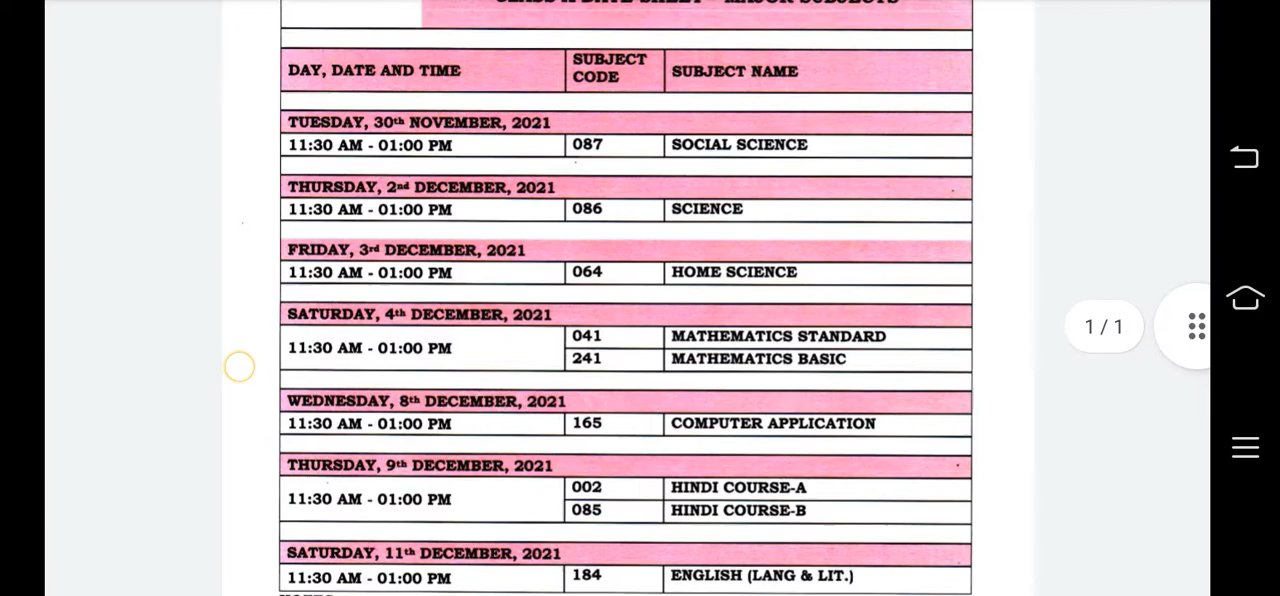 DAY, DATE AND TIME SUBJECT CODE SUBJECT NAME
TUESDAY, 30th NOVEMBER, 2021
11:30 AM - 01:00 PM 087 SOCIAL SCIENCE
THURSDAY, 2nd DECEMBER, 2021
11:30 AM - 01:00 PM 086 SCIENCE
FRIDAY, 3rd DECEMBER, 2021
11:30 AM - 01:00 PM 064 HOME SCIENCE
SATURDAY, 4th DECEMBER, 2021
11:30 AM - 01:00 PM 041 MATHEMATICS STANDARD
241 MATHEMATICS BASIC
1 / 1
WEDNESDAY, 8th DECEMBER, 2021
11:30 AM - 01:00 PM 165 COMPUTER APPLICATION
THURSDAY, 9th DECEMBER, 2021
11:30 AM - 01:00 PM 002 HINDI COURSE-A
085 HINDI COURSE-B
SATURDAY, 11th DECEMBER, 2021
11:30 AM - 01:00 PM 184 ENGLISH (LANG & LIT.)